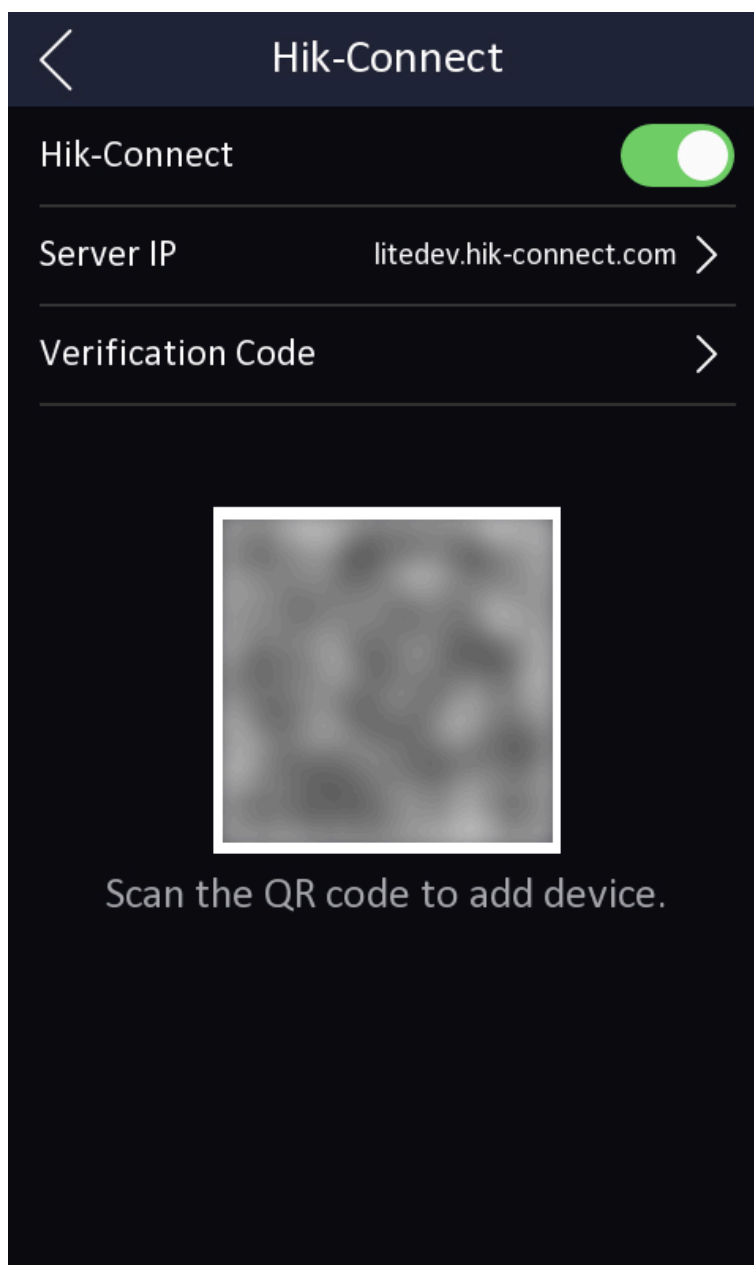 Hik-Connect
Hik-Connect
Server IP litedev.hik-connect.com
Verification Code
Scan the QR code to add device.